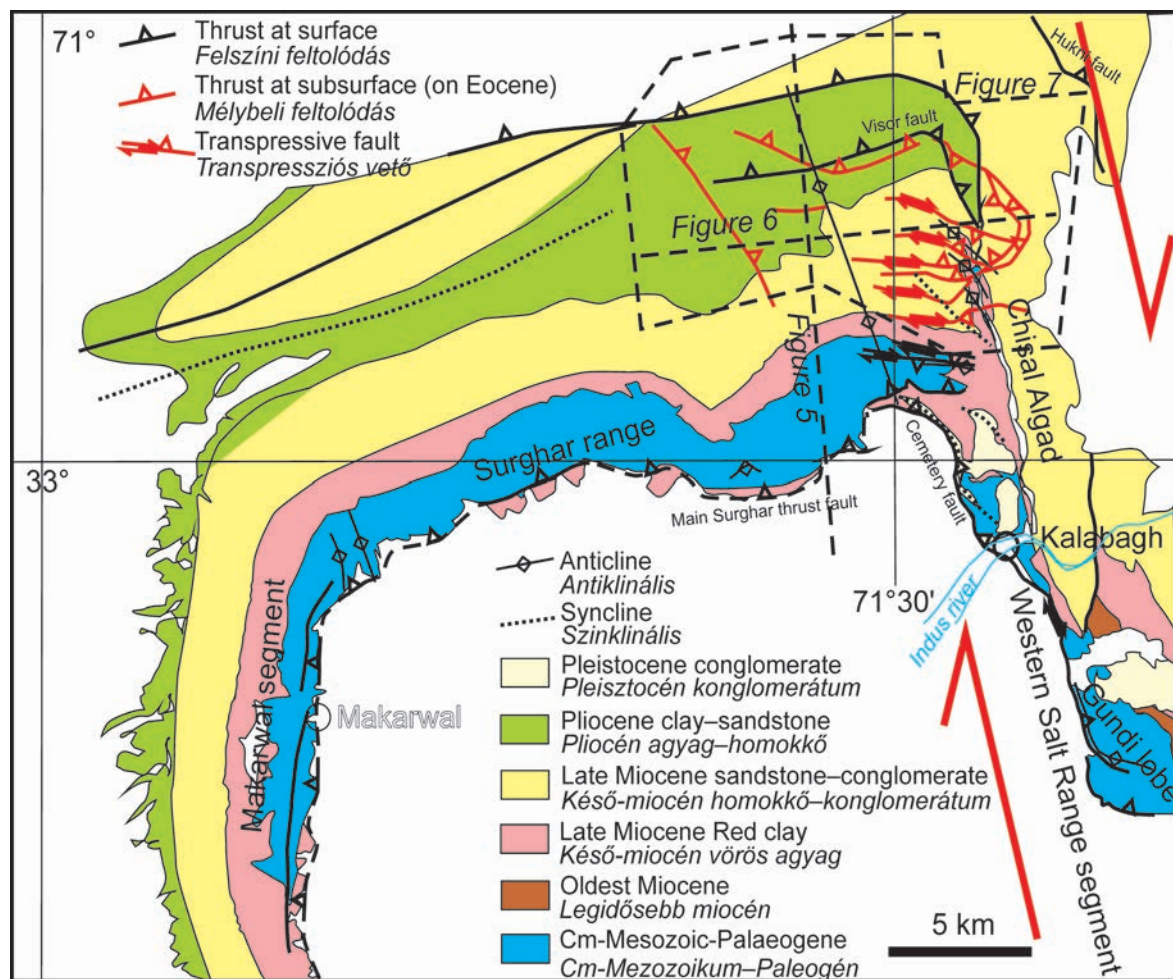 71°
Thrust at surface
Felszíni feltolódás
Thrust at subsurface (on Eocene)
Mélybeli feltolódás
Transpressive fault
Transpressziós vető
Hukni fault
Figure 7
Visor fault
Figure 6
Figure 5
Chisal Algad
Surghar range
33°
Cemetery fault
Main Surghar thrust fault
Kalabagh
71°30'
Indus river
Makarwal segment
Makarwal
Western Salt Range segment
Gundi lobe
Anticline
Antiklinális
Syncline
Szinklinális
Pleistocene conglomerate
Pleisztocén konglomerátum
Pliocene clay–sandstone
Pliocén agyag–homokkő
Late Miocene sandstone–conglomerate
Késő-miocén homokkő–konglomerátum
Late Miocene Red clay
Késő-miocén vörös agyag
Oldest Miocene
Legidősebb miocén
Cm-Mesozoic-Palaeogene
Cm-Mezozoikum–Paleogén
5 km